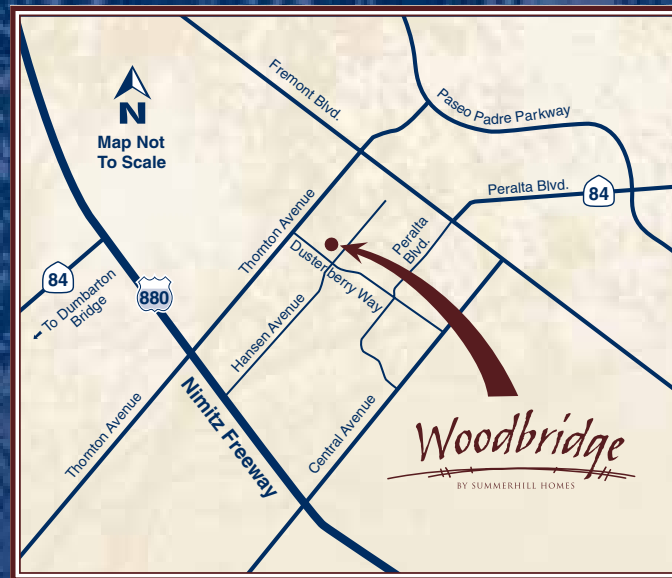 Fremont Blvd.
Paseo Padre Parkway
N
Map Not
To Scale
Peralta Blvd.
84
Thornton Avenue
Peralta
Blvd.
Dusterberry Way
84
To Dumbarton
Bridge
880
Hansen Avenue
Nimitz Freeway
Thornton Avenue
Central Avenue
Woodbridge
BY SUMMERHILL HOMES